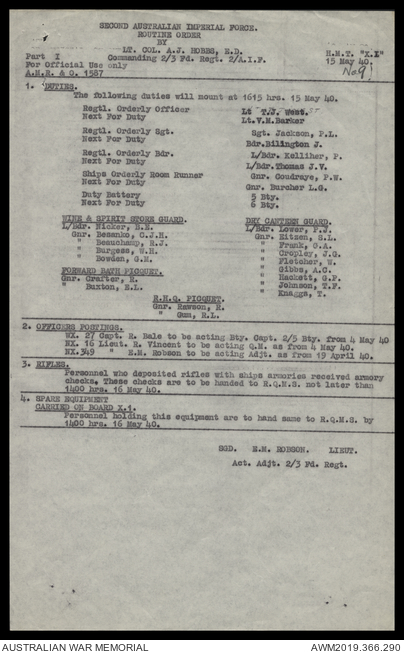 SECOND AUSTRALIAN IMPERIAL FORCE.
ROUTINE ORDER
BY
LT. COL. A.J. HOBBS, E.D.
Part I Commanding 2/3 Fd. Regt. 2/A.I.F.
H.M.T. "X.I"
For Official Use only 15 May 40.
A.M.R. & O. 1587
No 9
1. DUTIES.
The following duties will mount at 1615 hrs. 15 May 40.
Regtl. Orderly Officer Lt T.J. West.
Next For Duty Lt.V.M.Barker
Regtl. Orderly Sgt. Sgt. Jackson, P.L.
Next For Duty Bdr.Bilington J.
Regtl. Orderly Bdr. L/Bdr. Kelliher, P.
Next For Duty L/Bdr.Thomas J.V.
Ships Orderly Room Runner Gnr. Coudraye, P.W.
Next For Duty Gnr. Burcher L.G.
Duty Battery 5 Bty.
Next For Duty 6 Bty.
WINE & SPIRIT STORE GUARD.
L/Bdr. Nicker, B.E.
Gnr. Besanko, C.J.H.
" Beauchamp, R.J.
" Burgess, W.H.
" Bowden, G.M.
FORWARD BATH PICQUET.
Gnr. Crafter, H.
" Buxton, E.L.
DRY CANTEEN GUARD.
L/Bdr. Lower, P.J.
Gnr. Eitzen, S.L.
" Frank, O.A.
" Cropley, J.G.
" Fletcher, W.
" Gibbs, A.C.
" Hackett, G.F.
" Johnson, T.F.
" Knaggs, T.
R.H.Q. PICQUET.
Gnr. Rawson, R.
" Gum, R.L.
2. OFFICERS POSTINGS.
WX. 27 Capt. R. Bale to be acting Bty. Capt. 2/5 Bty. from 4 May 40
NX. 16 Lieut. R. Vincent to be acting Q.M. as from 4 May 40.
NX.349 " E.M. Robson to be acting Adjt. as from 19 April 40.
3. RIFLES.
Personnel who deposited rifles with ships armorise received armory
checks. These checks are to be handed to R.Q.M.S. not later than
1400 hrs. 16 May 40.
4. SPARE EQUIPMENT
CARRIED ON BOARD X.1.
Personnel holding this equipment are to hand same to R.Q.M.S. by
1400 hrs. 16 May 40.
SGD. E.M. ROBSON. LIEUT.
Act. Adjt. 2/3 Fd. Regt.
AUSTRALIAN WAR MEMORIAL
AWM2019.366.290